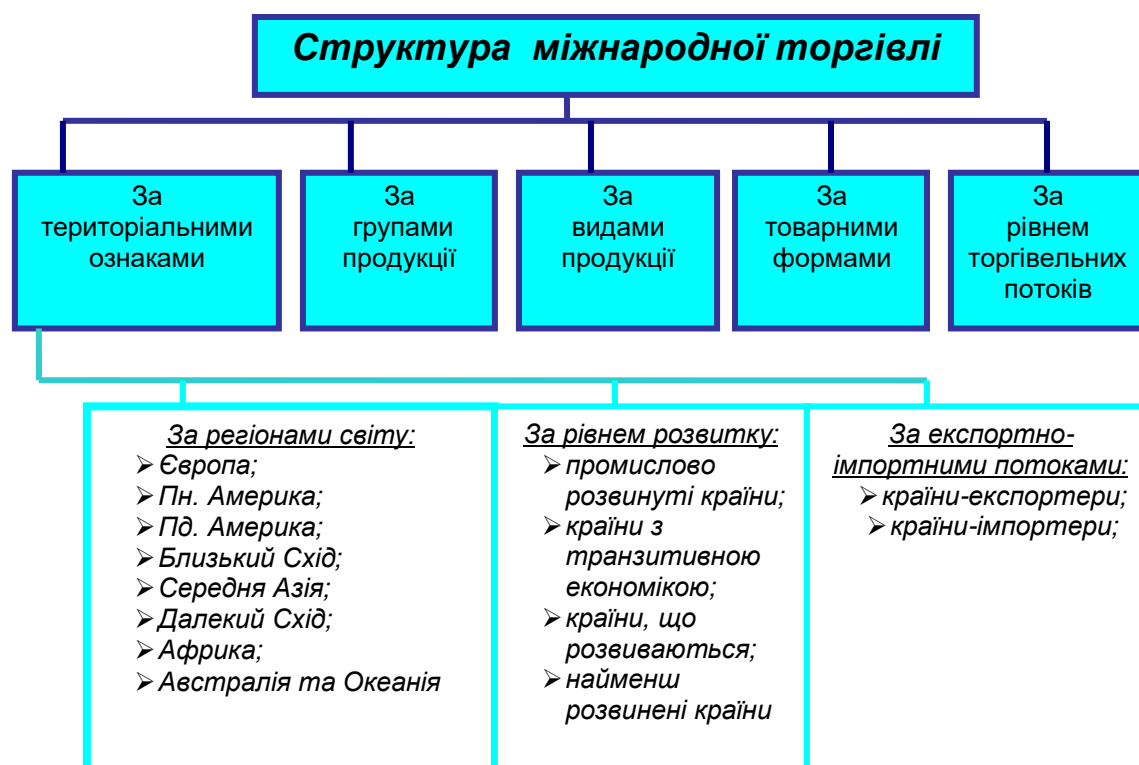 Структура міжнародної торгівлі
За
територіальними
ознаками
За
групами
продукції
За
видами
продукції
За
товарними
формами
За
рівнем
торгівельних
потоків
За регіонами світу:
➢ Європа;
➢ Пн. Америка;
➢ Пд. Америка;
➢ Близький Схід;
➢ Середня Азія;
➢ Далекий Схід;
➢ Африка;
➢ Австралія та Океанія
За рівнем розвитку:
➢ промислово
розвинуті країни;
➢ країни з
транзитивною
економікою;
➢ країни, що
розвиваються;
➢ найменш
розвинені країни
За експортно-
імпортними потоками:
➢ країни-експортери;
➢ країни-імпортери;